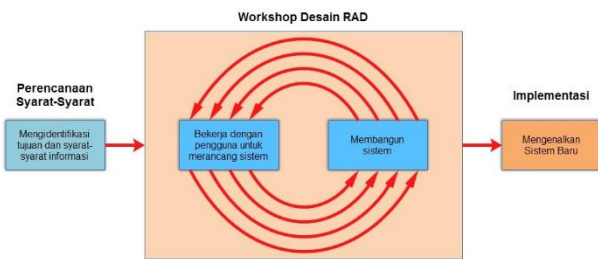 Workshop Desain RAD
Perencanaan
Syarat-Syarat
Mengidentifikasi
tujuan dan syarat-
syarat informasi
Bekerja dengan
pengguna untuk
merancang sistem
Membangun
sistem
Implementasi
Mengenalkan
Sistem Baru